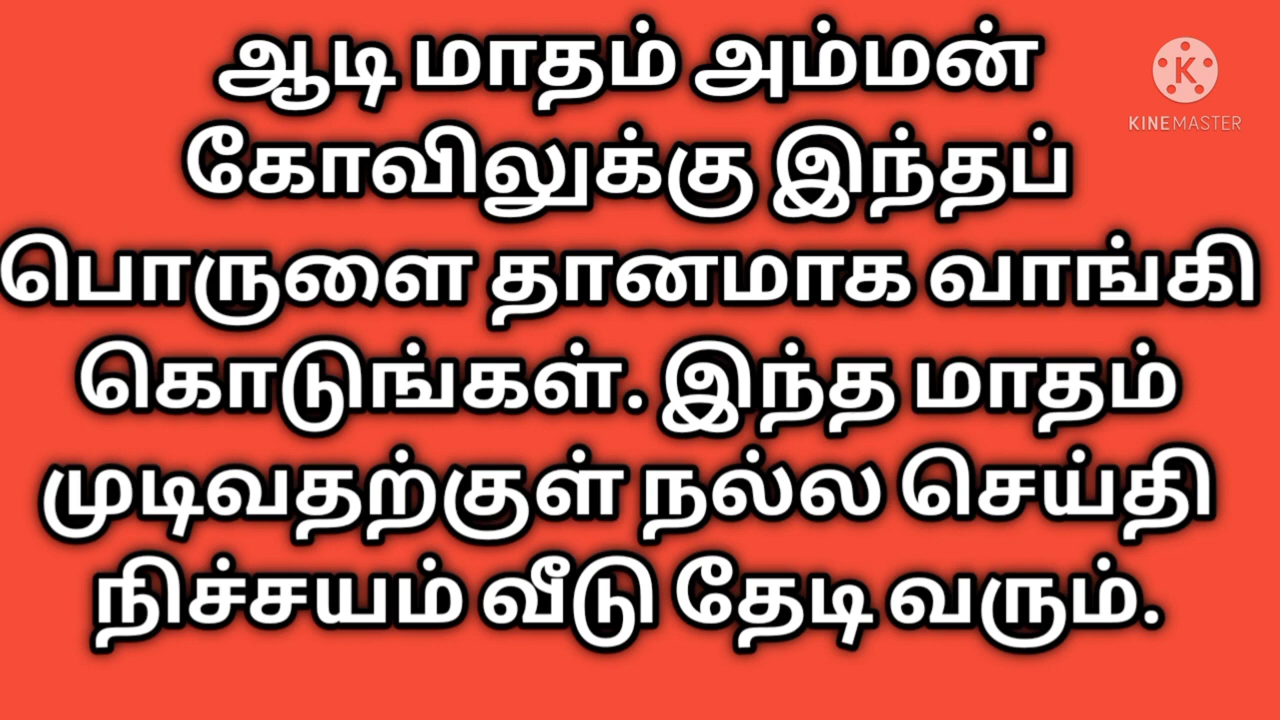 ஆடி மாதம் அம்மன்
கோவிலுக்கு இந்தப்
பொருளை தானமாக வாங்கி
கொடுங்கள். இந்த மாதம்
முடிவதற்குள் நல்ல செய்தி
நிச்சயம் வீடு தேடி வரும்.
K
KINEMASTER